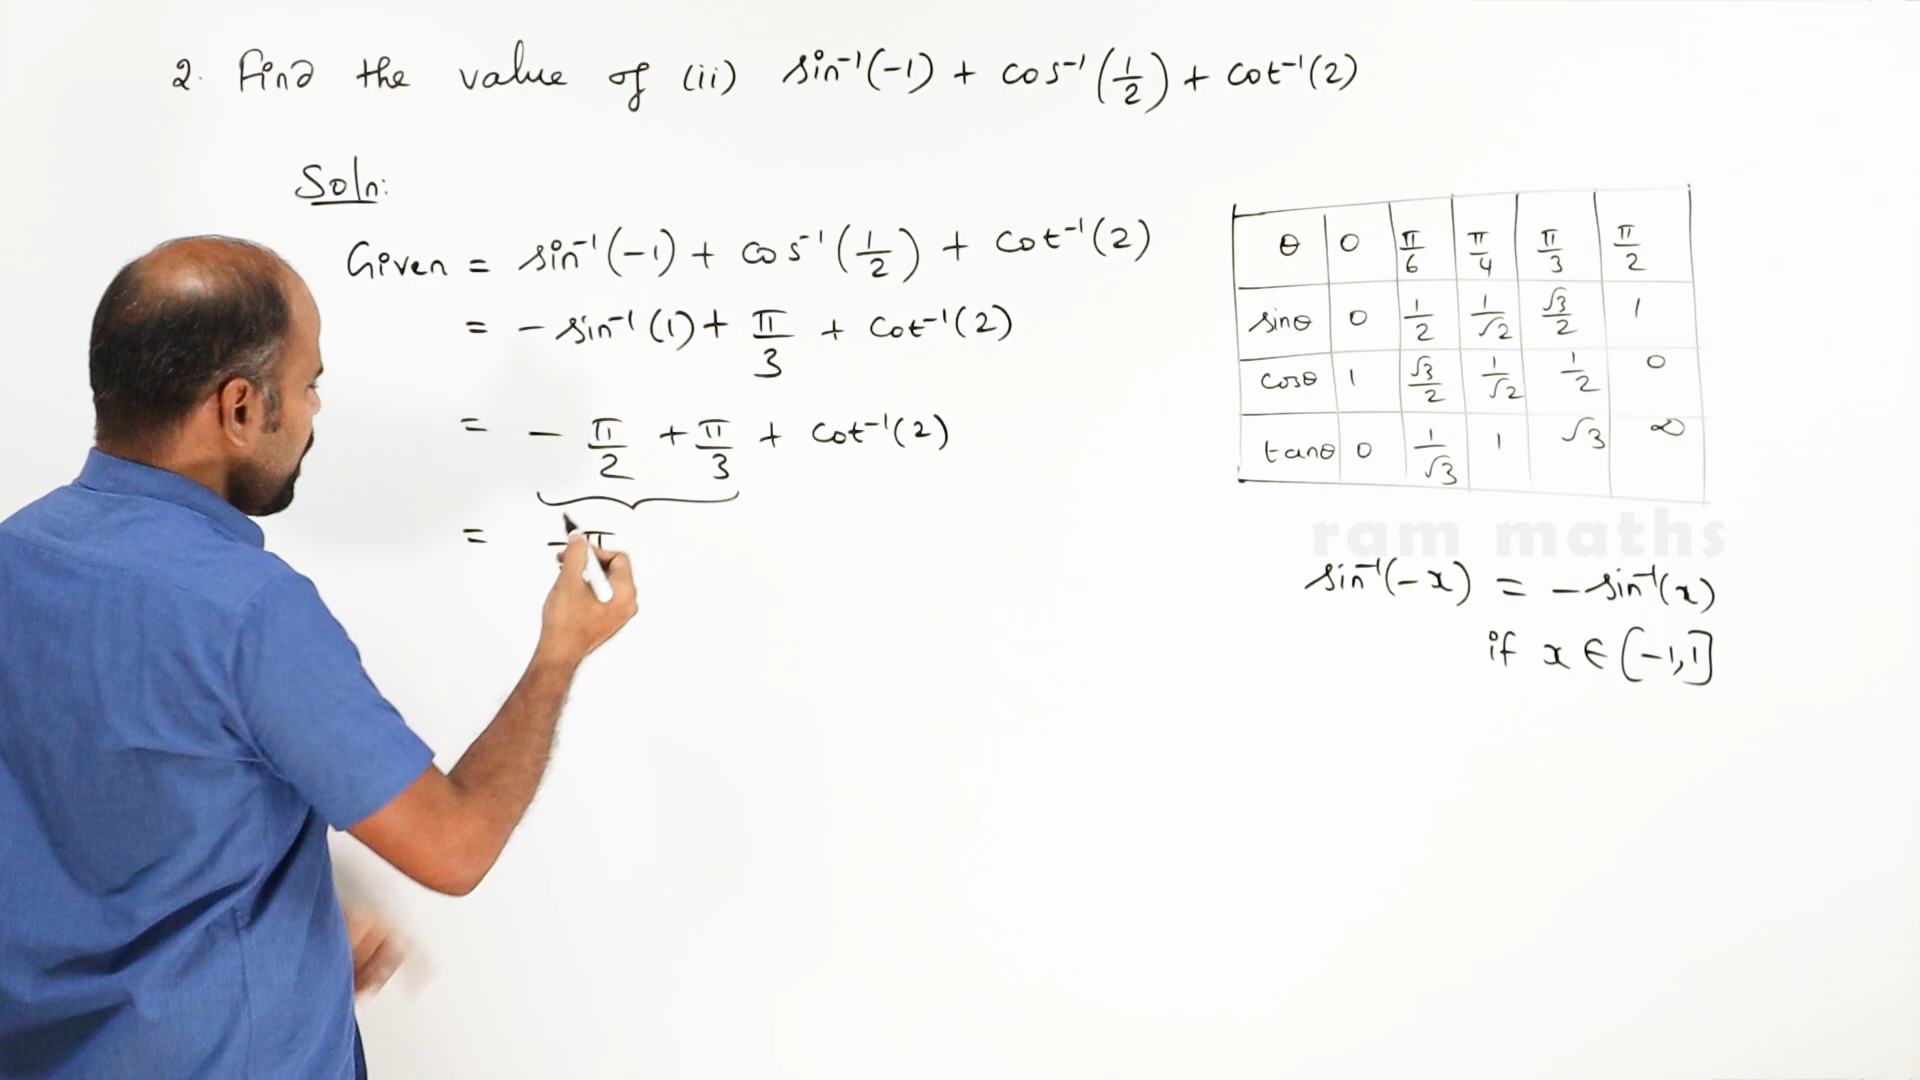 2. Find the value of (ii) sin⁻¹(-1) + cos⁻¹(1/2) + cot⁻¹(2)
Soln:
Given = sin⁻¹(-1) + cos⁻¹(1/2) + cot⁻¹(2)
= - sin⁻¹(1) + π/3 + cot⁻¹(2)
= - π/2 + π/3 + cot⁻¹(2)
= -π
θ 0 π/6 π/4 π/3 π/2
sinθ 0 1/2 1/√2 √3/2 1
cosθ 1 √3/2 1/√2 1/2 0
tanθ 0 1/√3 1 √3 ∞
ram maths
sin⁻¹(-x) = -sin⁻¹(x)
if x ∈ [-1,1]